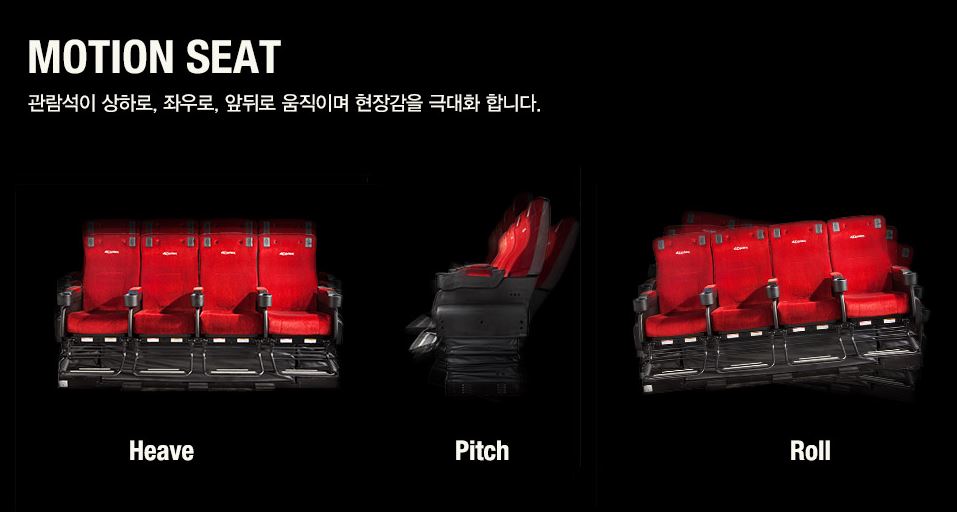 MOTION SEAT
관람석이 상하로, 좌우로, 앞뒤로 움직이며 현장감을 극대화 합니다.
Heave
Pitch
Roll